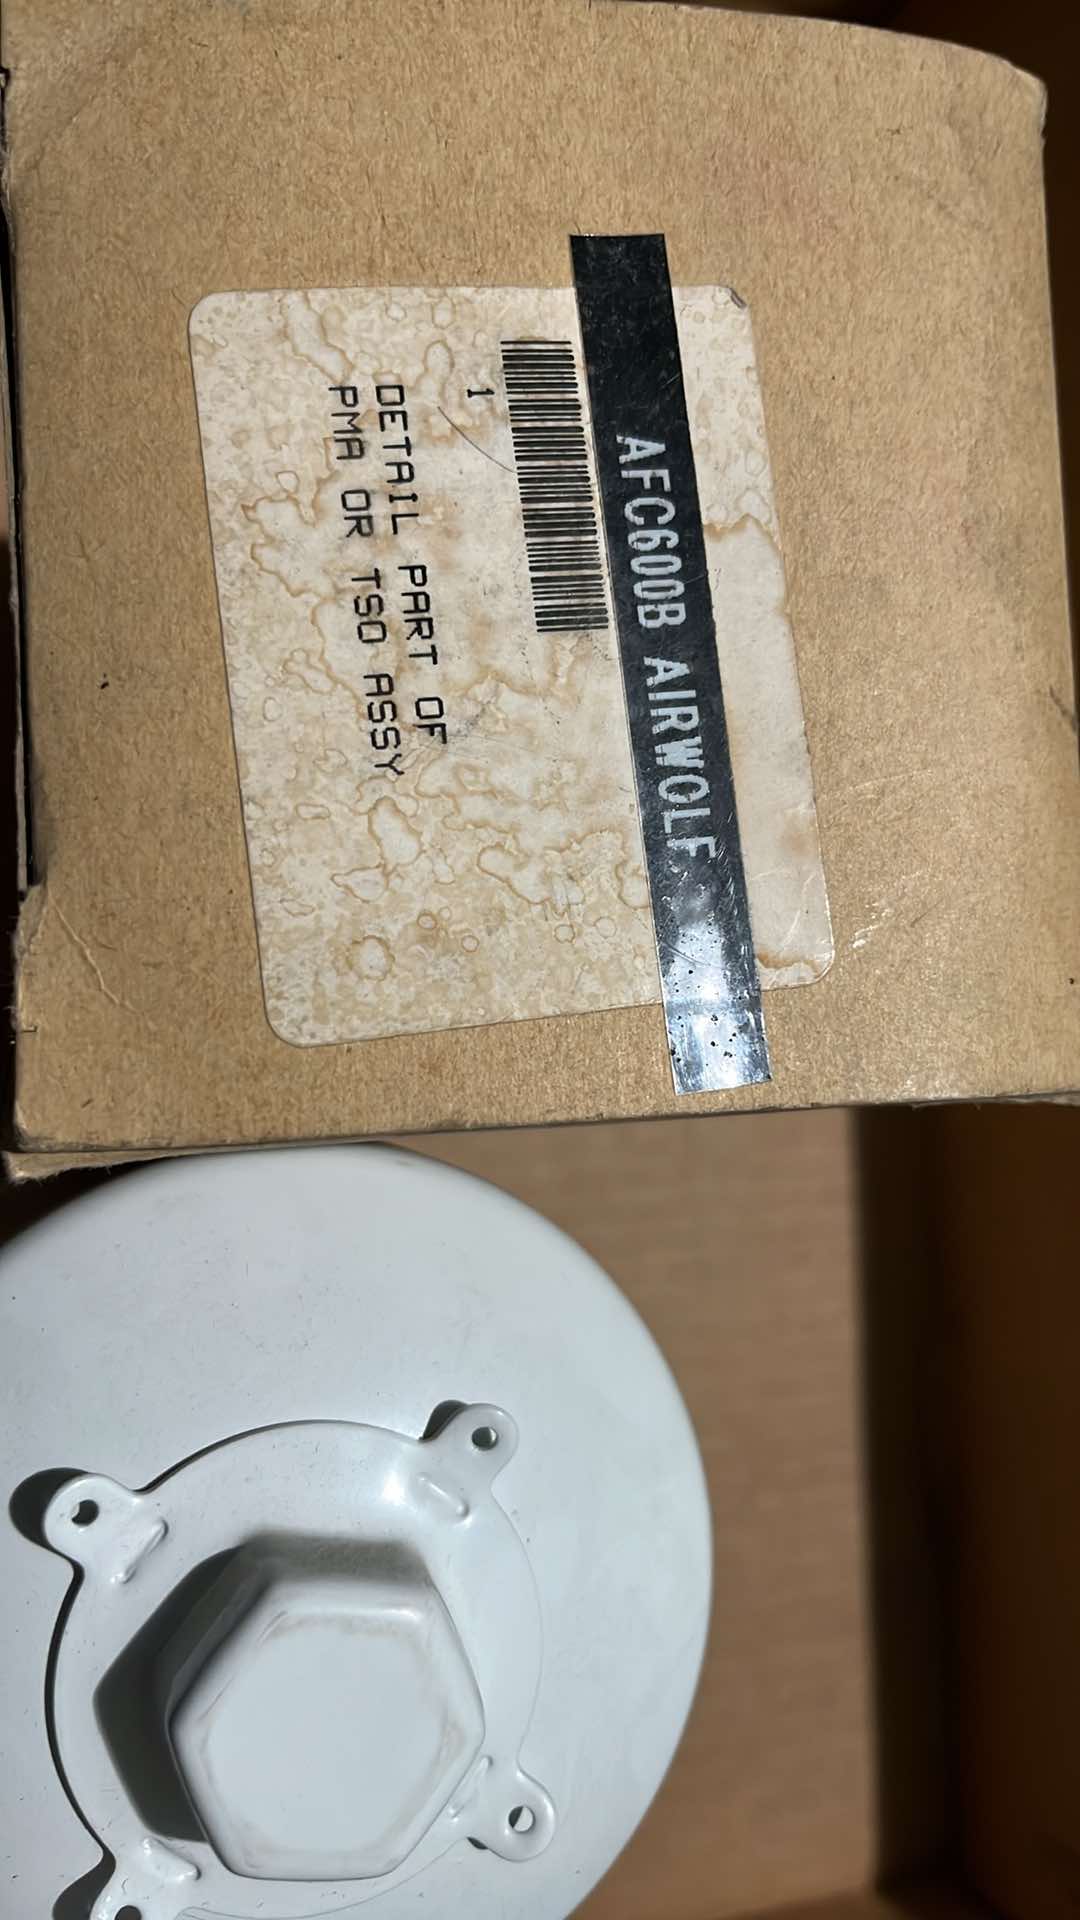 AFC600B AIRWOLF
1
DETAIL PART OF
PMA OR TSO ASSY